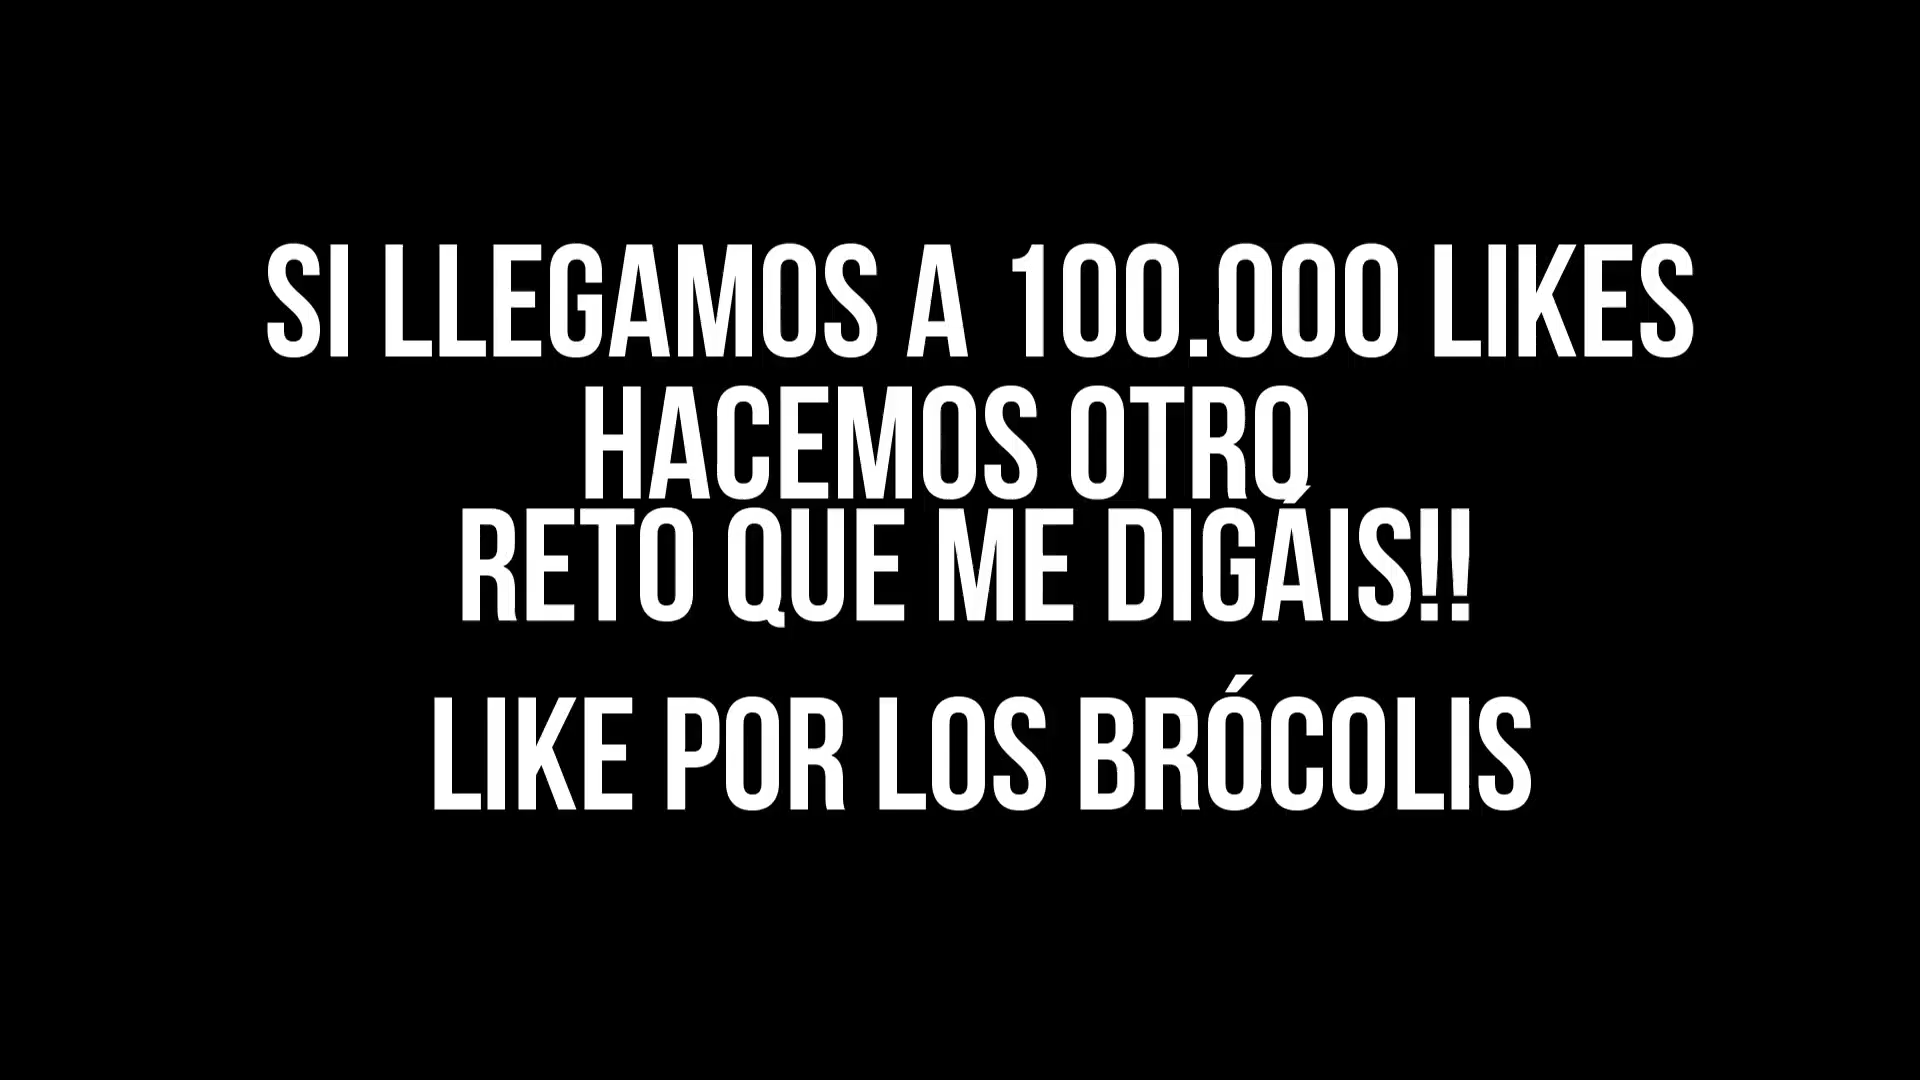 SI LLEGAMOS A 100.000 LIKES
HACEMOS OTRO
RETO QUE ME DIGÁIS!!
LIKE POR LOS BRÓCOLIS